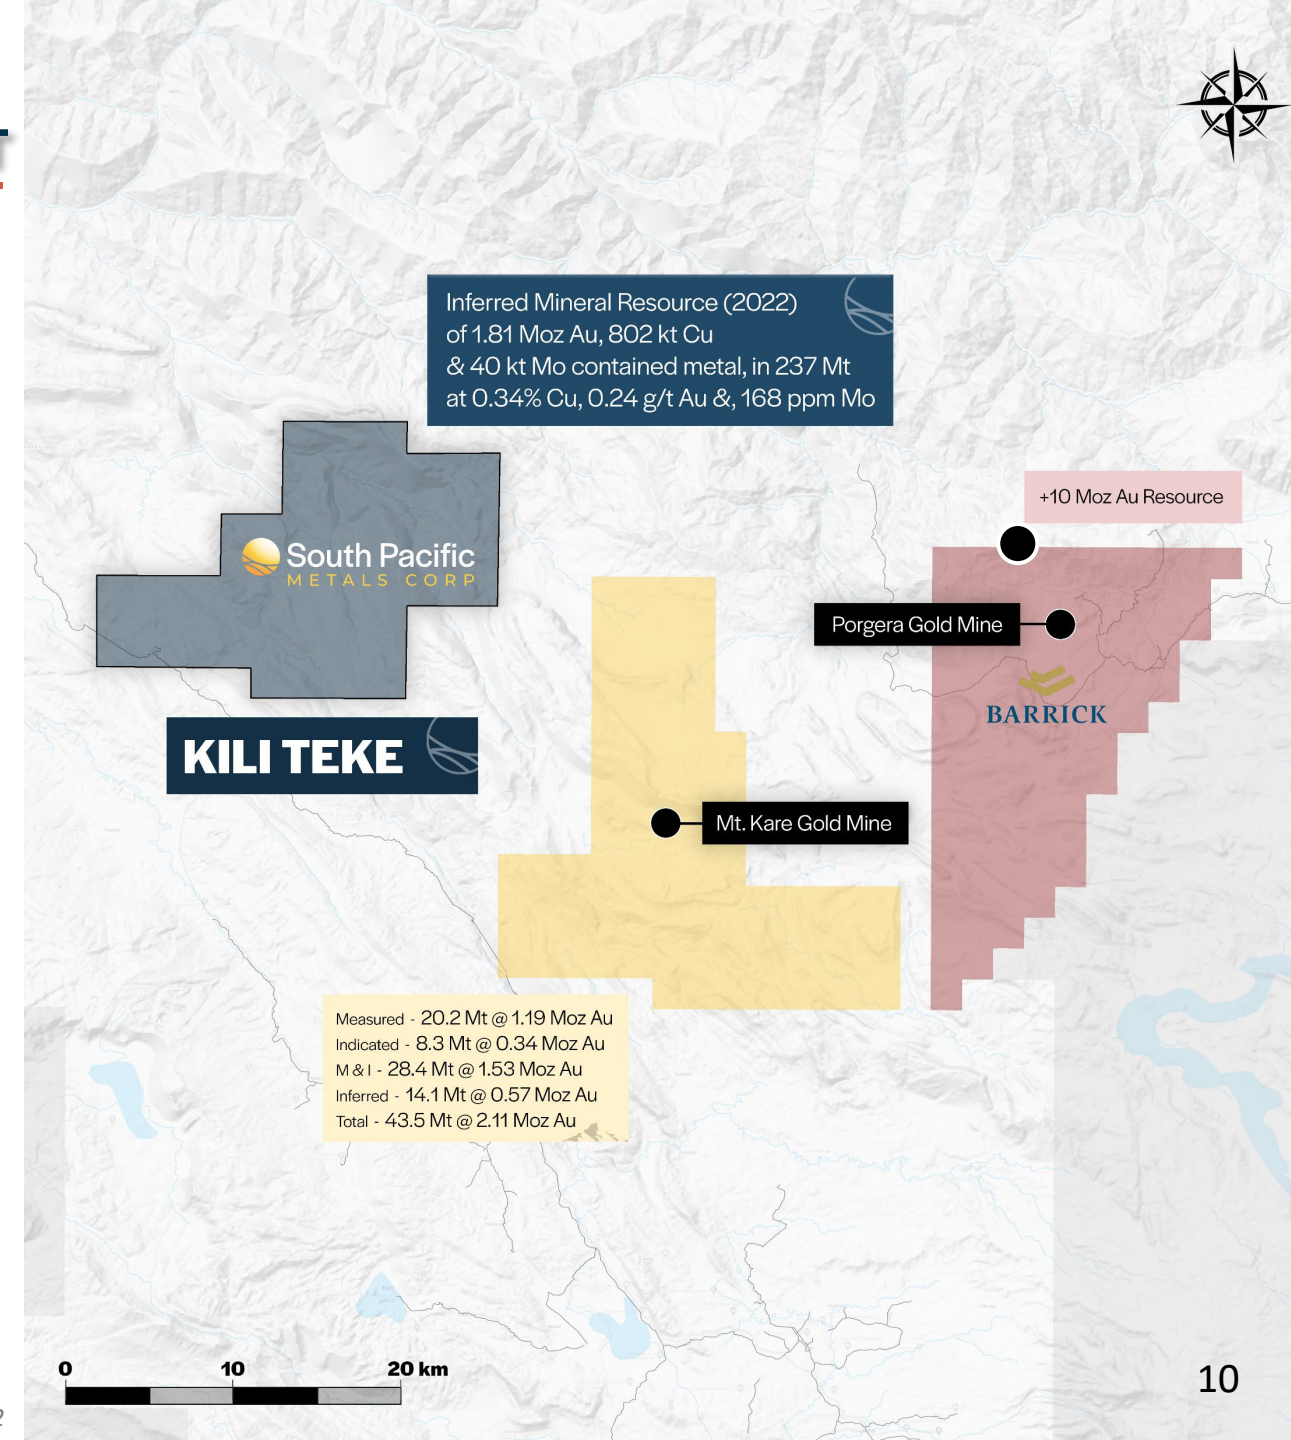 Inferred Mineral Resource (2022)
of 1.81 Moz Au, 802 kt Cu
& 40 kt Mo contained metal, in 237 Mt
at 0.34% Cu, 0.24 g/t Au &, 168 ppm Mo
+10 Moz Au Resource
South Pacific
METALS CORP
Porgera Gold Mine
BARRICK
KILI TEKE
Mt. Kare Gold Mine
Measured - 20.2 Mt @ 1.19 Moz Au
Indicated - 8.3 Mt @ 0.34 Moz Au
M & I - 28.4 Mt @ 1.53 Moz Au
Inferred - 14.1 Mt @ 0.57 Moz Au
Total - 43.5 Mt @ 2.11 Moz Au
0 10 20 km
10